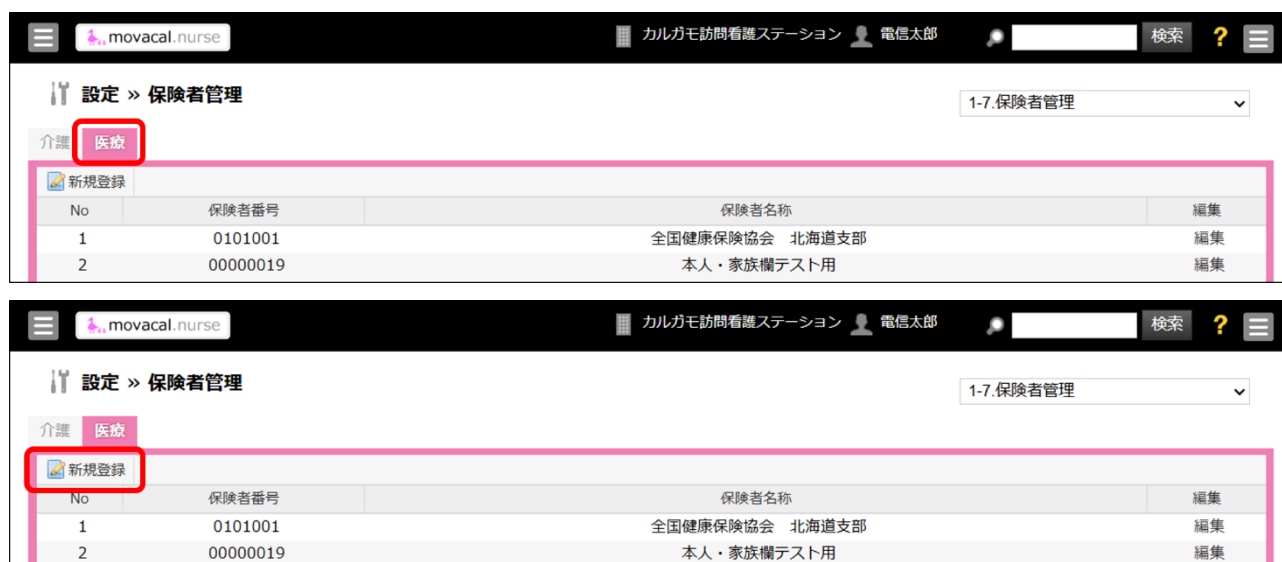 movacal.nurse カルガモ訪問看護ステーション 電信太郎 検索 ?
設定 » 保険者管理 1-7.保険者管理
介護 医療
新規登録
No 保険者番号 保険者名称 編集
1 0101001 全国健康保険協会 北海道支部 編集
2 00000019 本人・家族欄テスト用 編集
movacal.nurse カルガモ訪問看護ステーション 電信太郎 検索 ?
設定 » 保険者管理 1-7.保険者管理
介護 医療
新規登録
No 保険者番号 保険者名称 編集
1 0101001 全国健康保険協会 北海道支部 編集
2 00000019 本人・家族欄テスト用 編集